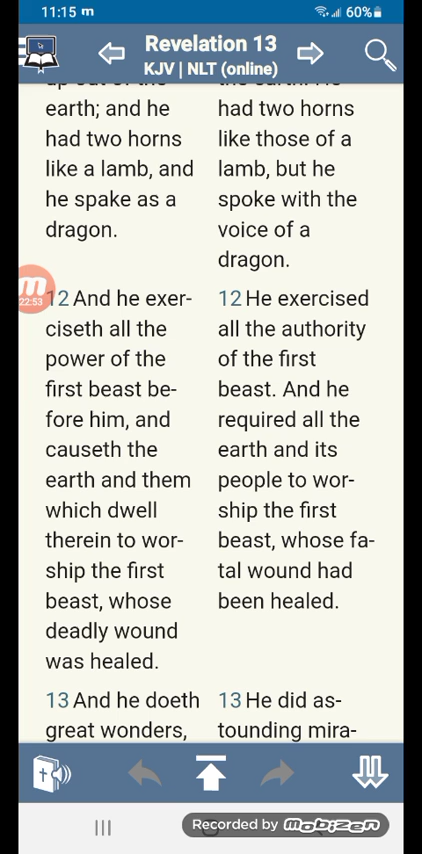 11:15 m 60%
Revelation 13
KJV | NLT (online)
earth; and he
had two horns
like a lamb, and
he spake as a
dragon.
had two horns
like those of a
lamb, but he
spoke with the
voice of a
dragon.
m
22:53
12 And he exer-
ciseth all the
power of the
first beast be-
fore him, and
causeth the
earth and them
which dwell
therein to wor-
ship the first
beast, whose
deadly wound
was healed.
12 He exercised
all the authority
of the first
beast. And he
required all the
earth and its
people to wor-
ship the first
beast, whose fa-
tal wound had
been healed.
13 And he doeth
great wonders,
13 He did as-
tounding mira-
Recorded by mobizen